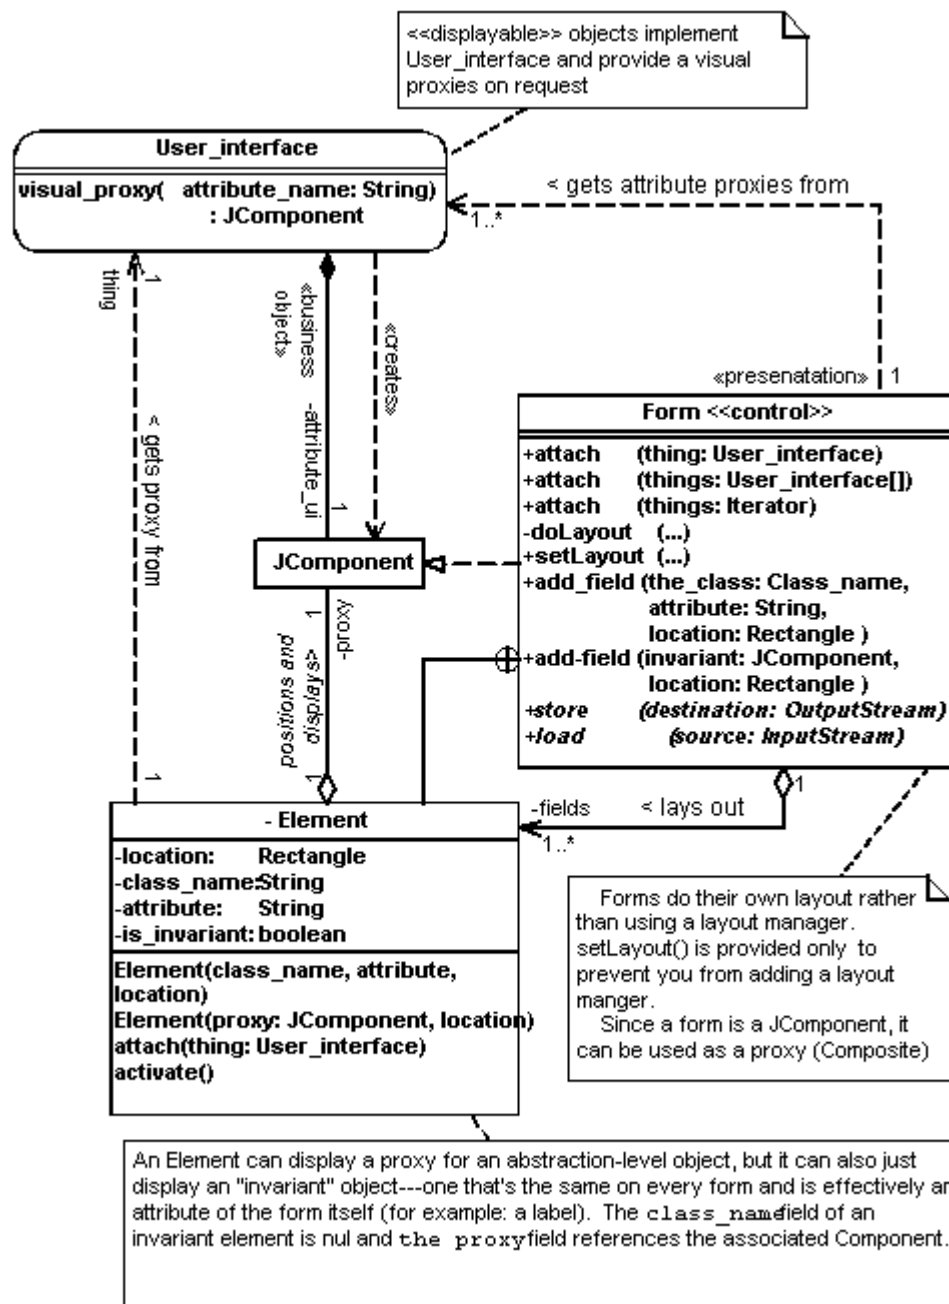 <<displayable>> objects implement
User_interface and provide a visual
proxies on request
User_interface
visual_proxy( attribute_name: String)
: JComponent
< gets attribute proxies from
1..*
thing
1
«business
object»
«creates»
«presenatation»
1
-attribute_ui
1
< gets proxy from
1
Form <<control>>
+attach (thing: User_interface)
+attach (things: User_interface[])
+attach (things: Iterator)
-doLayout (...)
+setLayout (...)
+add_field (the_class: Class_name,
attribute: String,
location: Rectangle )
+add-field (invariant: JComponent,
location: Rectangle )
+store (destination: OutputStream)
+load (source: InputStream)
JComponent
1
-proxy
positions and
displays>
1
1
-fields
< lays out
1..*
- Element
-location: Rectangle
-class_name:String
-attribute: String
-is_invariant: boolean
Element(class_name, attribute,
location)
Element(proxy: JComponent, location)
attach(thing: User_interface)
activate()
Forms do their own layout rather
than using a layout manager.
setLayout() is provided only to
prevent you from adding a layout
manger.
Since a form is a JComponent, it
can be used as a proxy (Composite)
An Element can display a proxy for an abstraction-level object, but it can also just
display an "invariant" object---one that's the same on every form and is effectively an
attribute of the form itself (for example: a label). The class_name field of an
invariant element is nul and the proxy field references the associated Component.